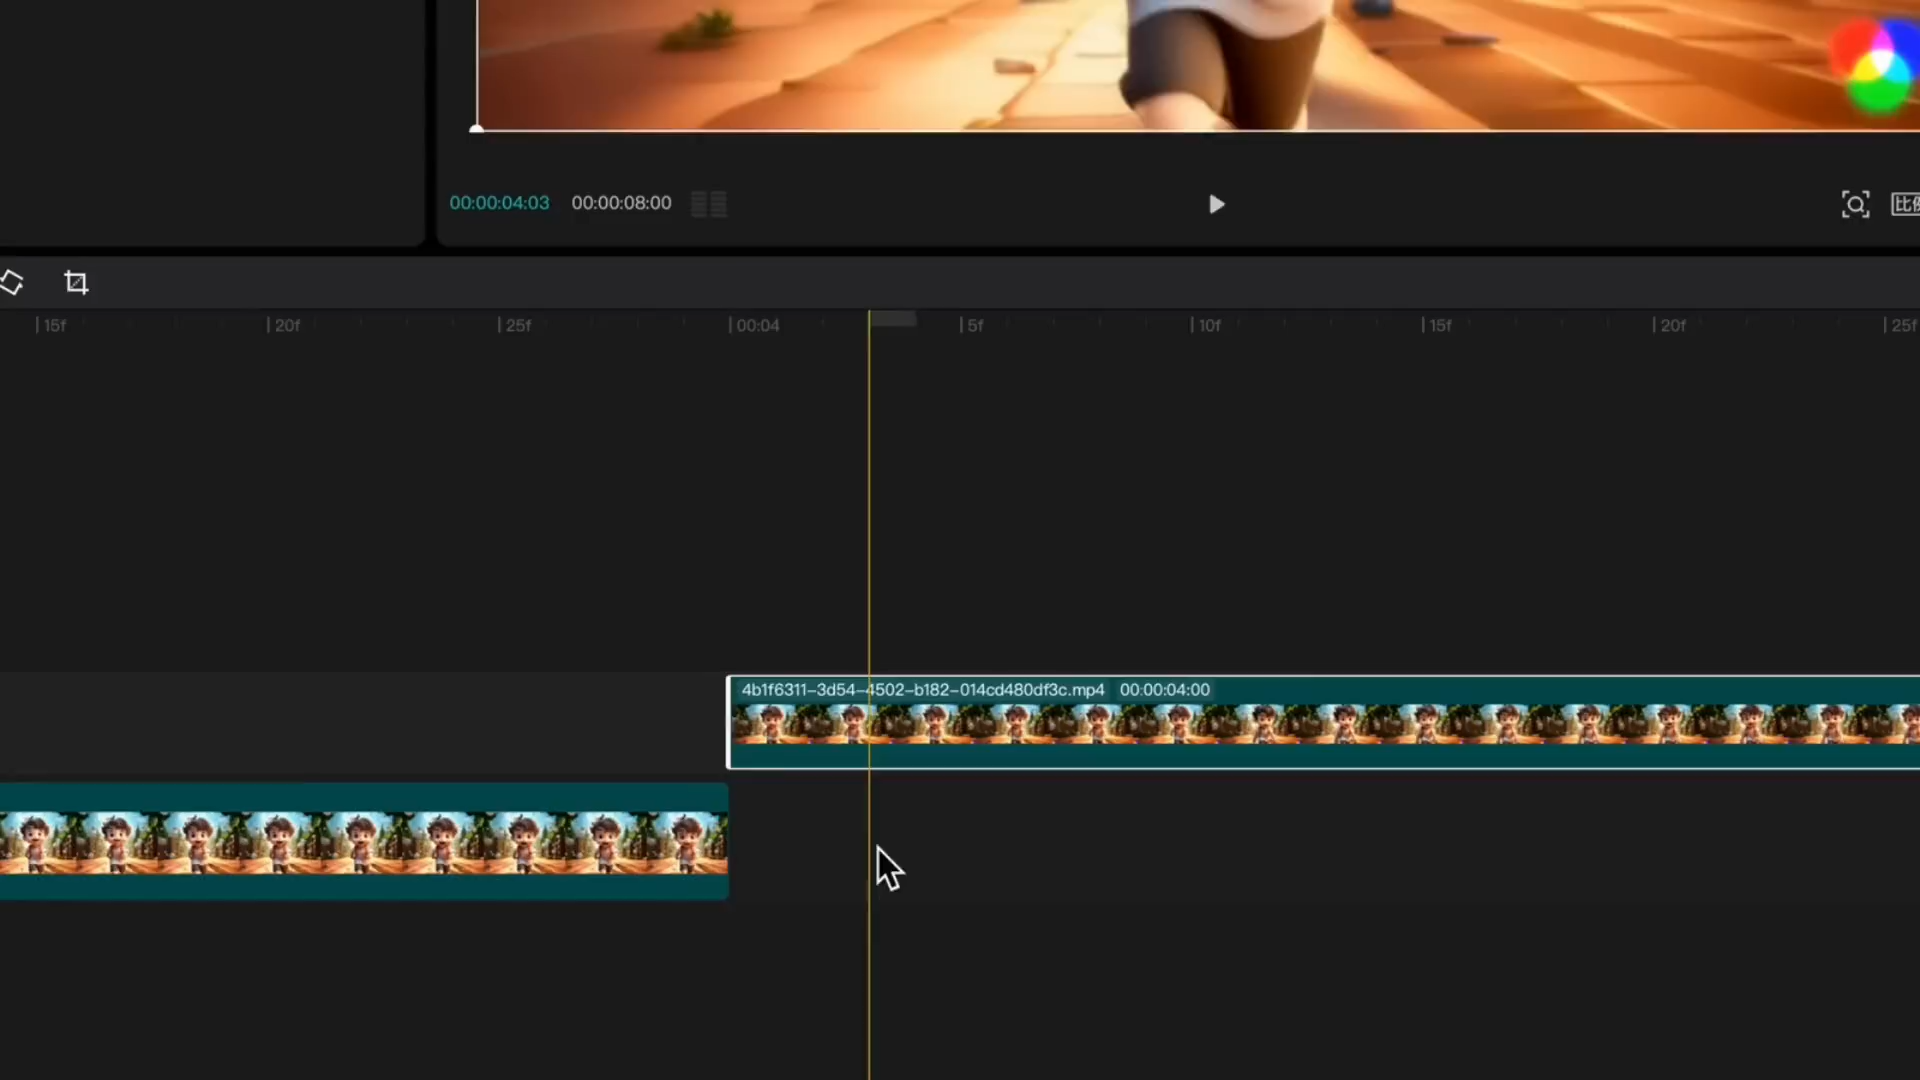 00:00:04:03 00:00:08:00
15f 20f 25f 00:04 5f 10f 15f 20f 25f
4b1f6311-3d54-4502-b182-014cd480df3c.mp4 00:00:04:00